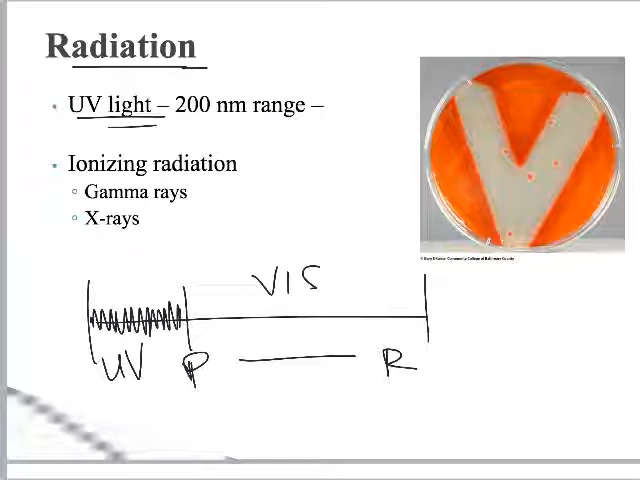 Radiation
UV light – 200 nm range –
Ionizing radiation
Gamma rays
X-rays
VIS
UV P R